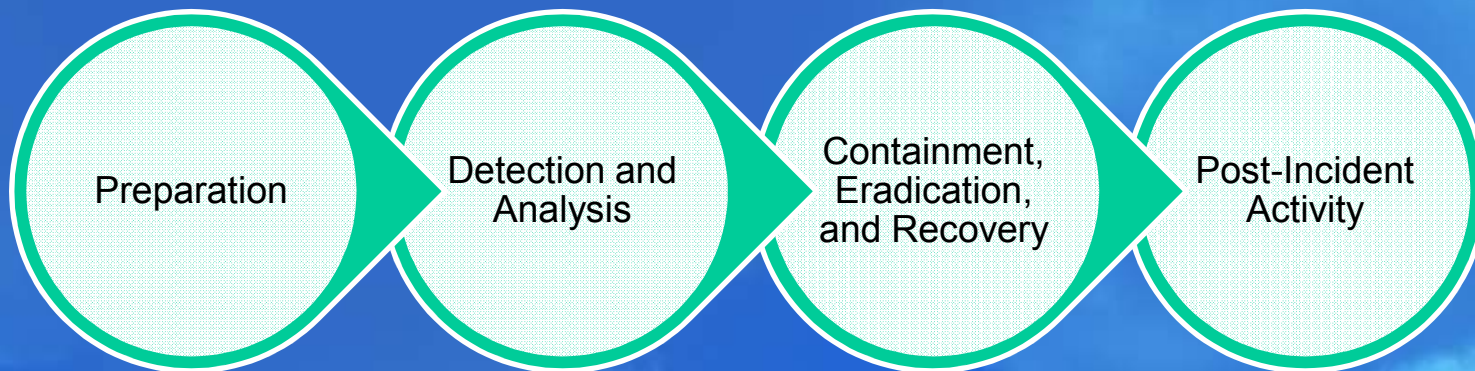 Preparation
Detection and
Analysis
Containment,
Eradication,
and Recovery
Post-Incident
Activity